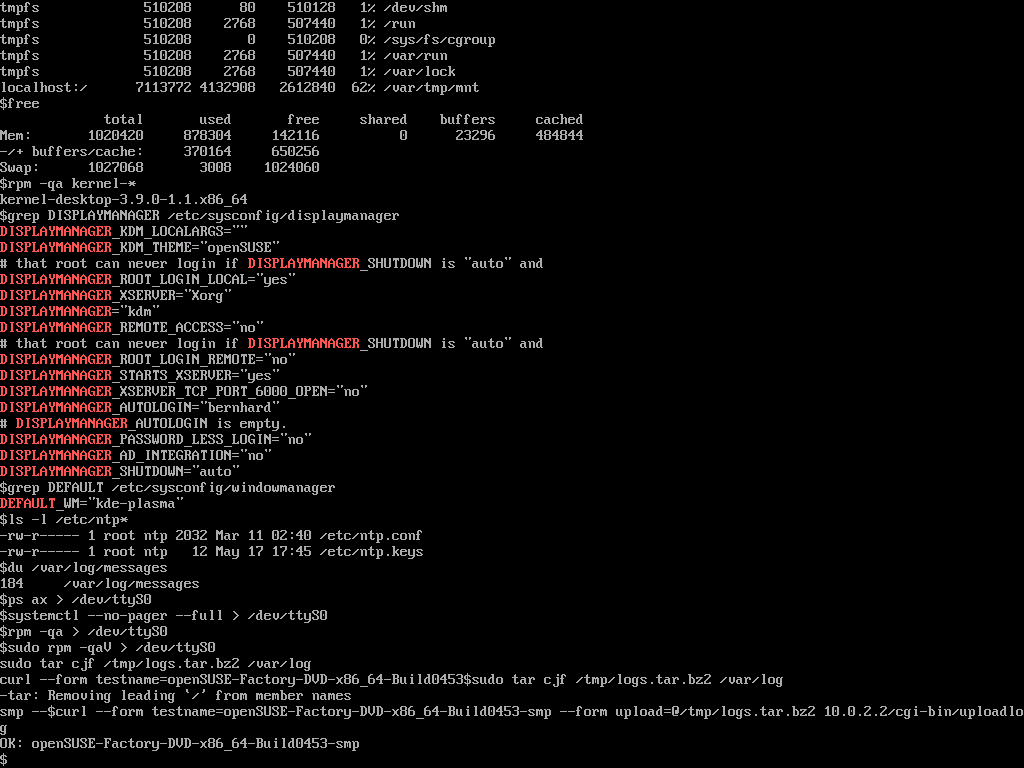 tmpfs 510208 80 510128 1% /dev/shm
tmpfs 510208 2768 507440 1% /run
tmpfs 510208 0 510208 0% /sys/fs/cgroup
tmpfs 510208 2768 507440 1% /var/run
tmpfs 510208 2768 507440 1% /var/lock
localhost:/ 7113772 4132908 2612840 62% /var/tmp/mnt
$free
total used free shared buffers cached
Mem: 1020420 878304 142116 0 23296 484844
-/+ buffers/cache: 370164 650256
Swap: 1027068 3008 1024060
$rpm -qa kernel-*
kernel-desktop-3.9.0-1.1.x86_64
$grep DISPLAYMANAGER /etc/sysconfig/displaymanager
DISPLAYMANAGER_KDM_LOCALARGS=""
DISPLAYMANAGER_KDM_THEME="openSUSE"
# that root can never login if DISPLAYMANAGER_SHUTDOWN is "auto" and
DISPLAYMANAGER_ROOT_LOGIN_LOCAL="yes"
DISPLAYMANAGER_XSERVER="Xorg"
DISPLAYMANAGER="kdm"
DISPLAYMANAGER_REMOTE_ACCESS="no"
# that root can never login if DISPLAYMANAGER_SHUTDOWN is "auto" and
DISPLAYMANAGER_ROOT_LOGIN_REMOTE="no"
DISPLAYMANAGER_STARTS_XSERVER="yes"
DISPLAYMANAGER_XSERVER_TCP_PORT_6000_OPEN="no"
DISPLAYMANAGER_AUTOLOGIN="bernhard"
# DISPLAYMANAGER_AUTOLOGIN is empty.
DISPLAYMANAGER_PASSWORD_LESS_LOGIN="no"
DISPLAYMANAGER_AD_INTEGRATION="no"
DISPLAYMANAGER_SHUTDOWN="auto"
$grep DEFAULT /etc/sysconfig/windowmanager
DEFAULT_WM="kde-plasma"
$ls -l /etc/ntp*
-rw-r----- 1 root ntp 2032 Mar 11 02:40 /etc/ntp.conf
-rw-r----- 1 root ntp   12 May 17 17:45 /etc/ntp.keys
$du /var/log/messages
184 /var/log/messages
$ps ax > /dev/ttyS0
$systemctl --no-pager --full > /dev/ttyS0
$rpm -qa > /dev/ttyS0
$sudo rpm -qaV > /dev/ttyS0
sudo tar cjf /tmp/logs.tar.bz2 /var/log
curl --form testname=openSUSE-Factory-DVD-x86_64-Build0453$sudo tar cjf /tmp/logs.tar.bz2 /var/log
-tar: Removing leading `/' from member names
smp --$curl --form testname=openSUSE-Factory-DVD-x86_64-Build0453-smp --form upload=@/tmp/logs.tar.bz2 10.0.2.2/cgi-bin/uploadlo
g
OK: openSUSE-Factory-DVD-x86_64-Build0453-smp
$